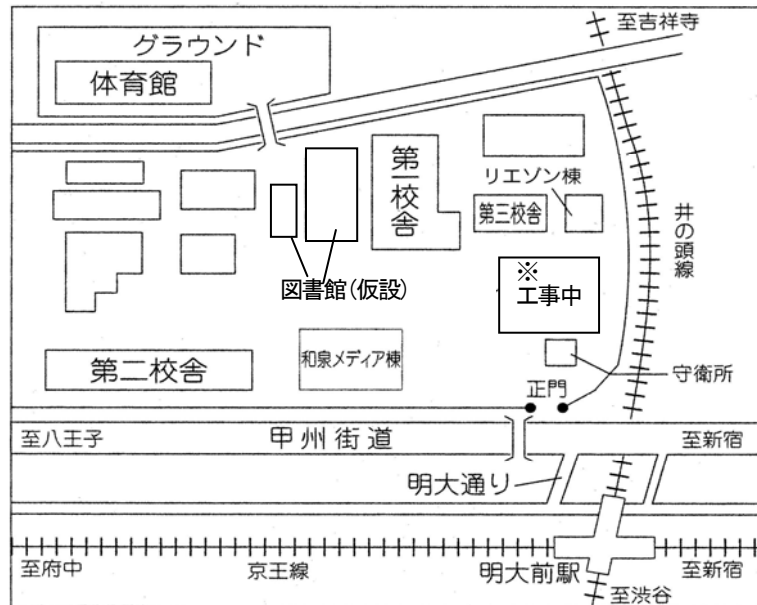 至吉祥寺
グラウンド
体育館
第一校舎
リエゾン棟
第三校舎
井の頭線
図書館(仮設)
※
工事中
和泉メディア棟
第二校舎
守衛所
正門
至八王子
甲州街道
至新宿
明大通り
至府中
京王線
明大前駅
至新宿
至渋谷